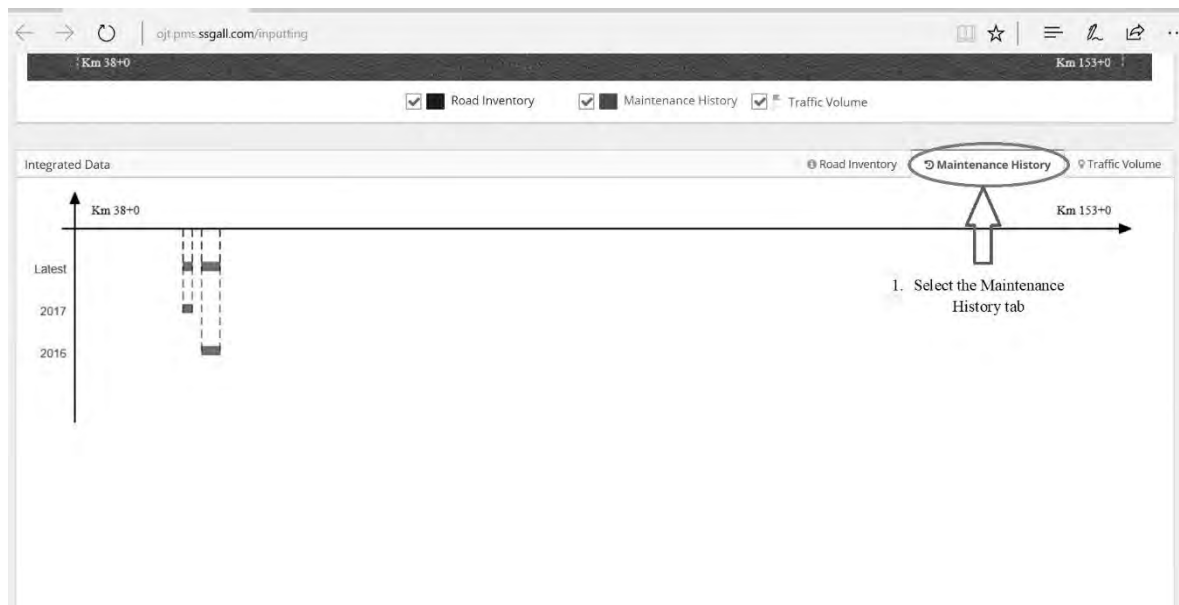 ojt.pms.ssgall.com/inputting
Km 38+0 Km 153+0
Road Inventory Maintenance History Traffic Volume
Integrated Data Road Inventory Maintenance History Traffic Volume
Km 38+0 Km 153+0
Latest
2017
2016
1. Select the Maintenance
History tab